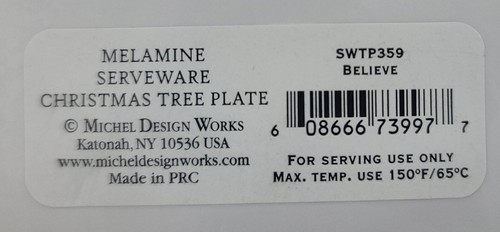 MELAMINE
SERVEWARE
CHRISTMAS TREE PLATE
© MICHEL DESIGN WORKS
Katonah, NY 10536 USA
www.micheldesignworks.com
Made in PRC
SWTP359
BELIEVE
6 08666 73997 7
FOR SERVING USE ONLY
MAX. TEMP. USE 150°F/65°C